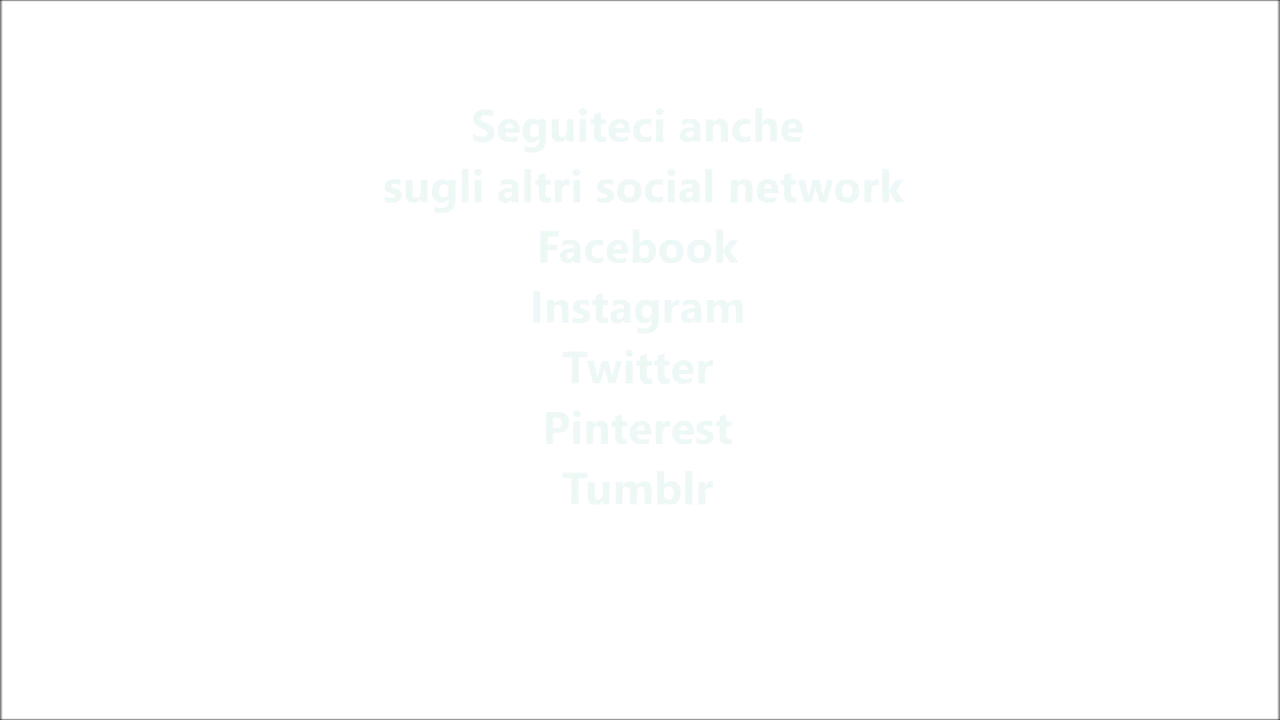 Seguiteci anche
sugli altri social network
Facebook
Instagram
Twitter
Pinterest
Tumblr